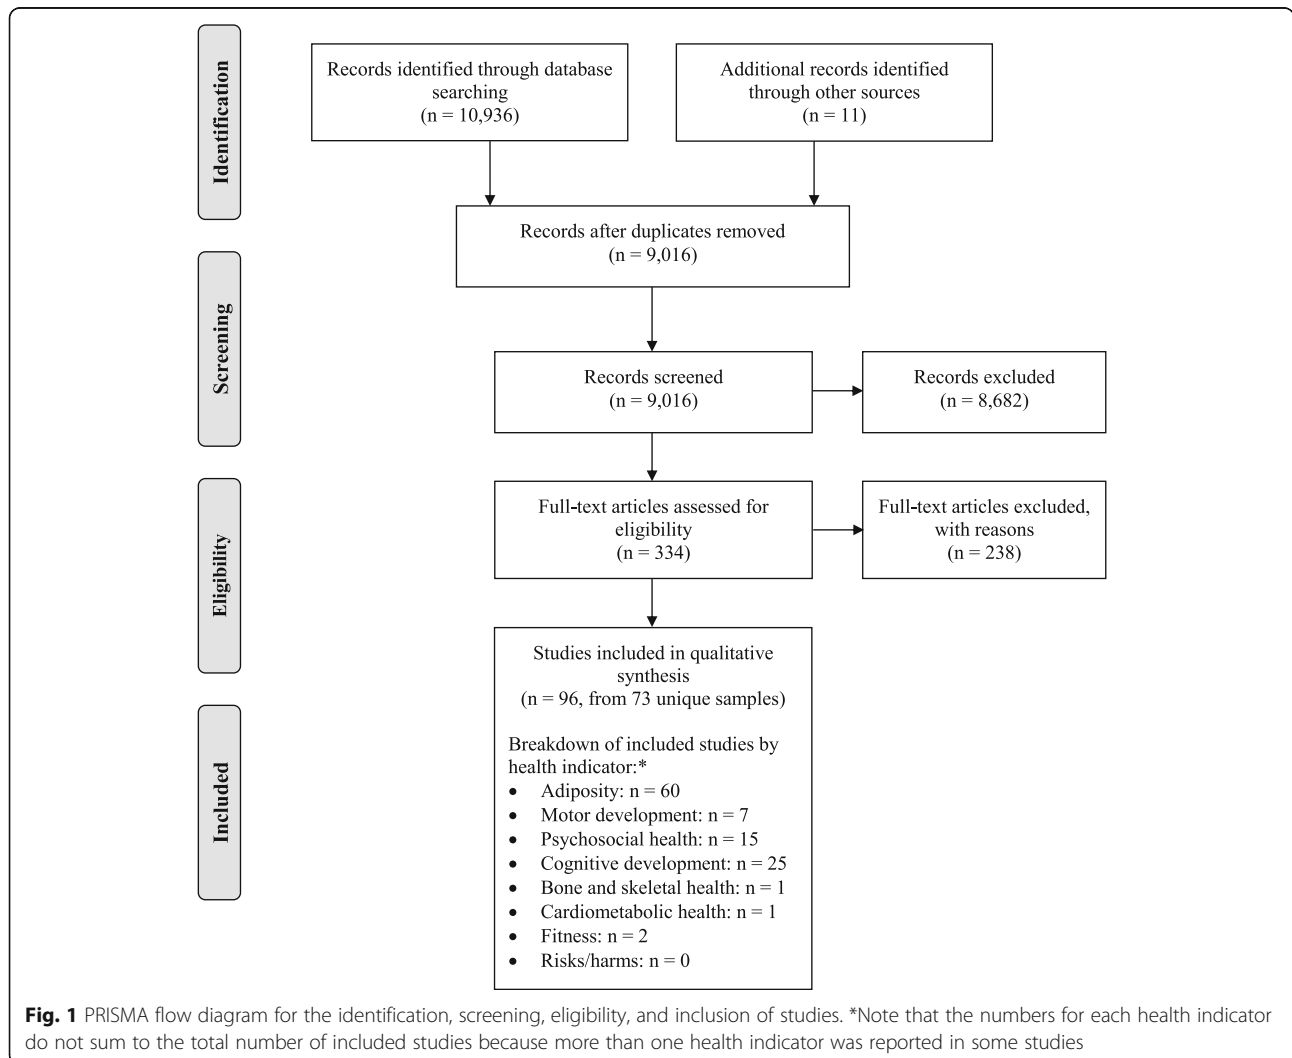 Identification
Records identified through database
searching
(n = 10,936)
Additional records identified
through other sources
(n = 11)
Records after duplicates removed
(n = 9,016)
Screening
Records screened
(n = 9,016)
Records excluded
(n = 8,682)
Eligibility
Full-text articles assessed for
eligibility
(n = 334)
Full-text articles excluded,
with reasons
(n = 238)
Included
Studies included in qualitative
synthesis
(n = 96, from 73 unique samples)
Breakdown of included studies by
health indicator:*
• Adiposity: n = 60
• Motor development: n = 7
• Psychosocial health: n = 15
• Cognitive development: n = 25
• Bone and skeletal health: n = 1
• Cardiometabolic health: n = 1
• Fitness: n = 2
• Risks/harms: n = 0
Fig. 1 PRISMA flow diagram for the identification, screening, eligibility, and inclusion of studies. *Note that the numbers for each health indicator
do not sum to the total number of included studies because more than one health indicator was reported in some studies